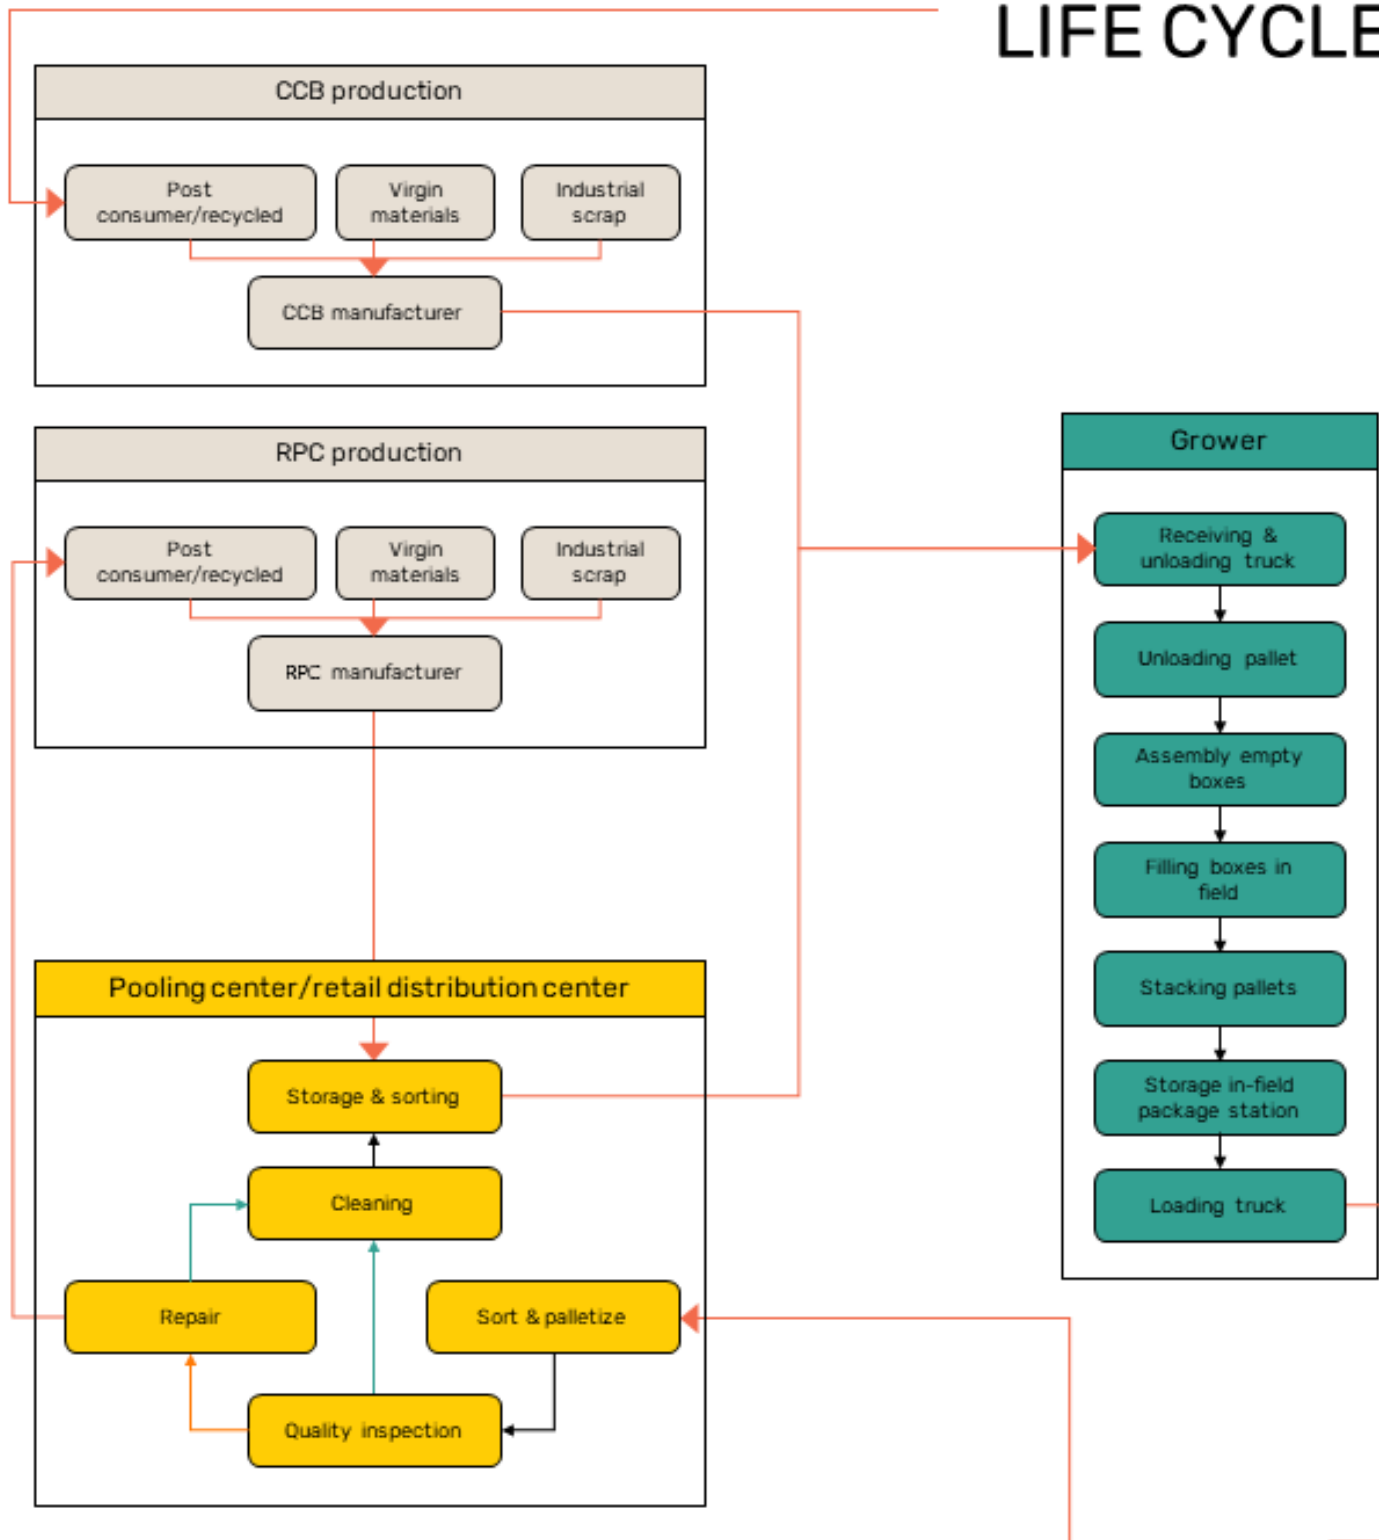 LIFE CYCLE
CCB production
Post
consumer/recycled
Virgin
materials
Industrial
scrap
CCB manufacturer
RPC production
Post
consumer/recycled
Virgin
materials
Industrial
scrap
RPC manufacturer
Pooling center/retail distribution center
Storage & sorting
Cleaning
Repair
Sort & palletize
Quality inspection
Grower
Receiving &
unloading truck
Unloading pallet
Assembly empty
boxes
Filling boxes in
field
Stacking pallets
Storage in-field
package station
Loading truck